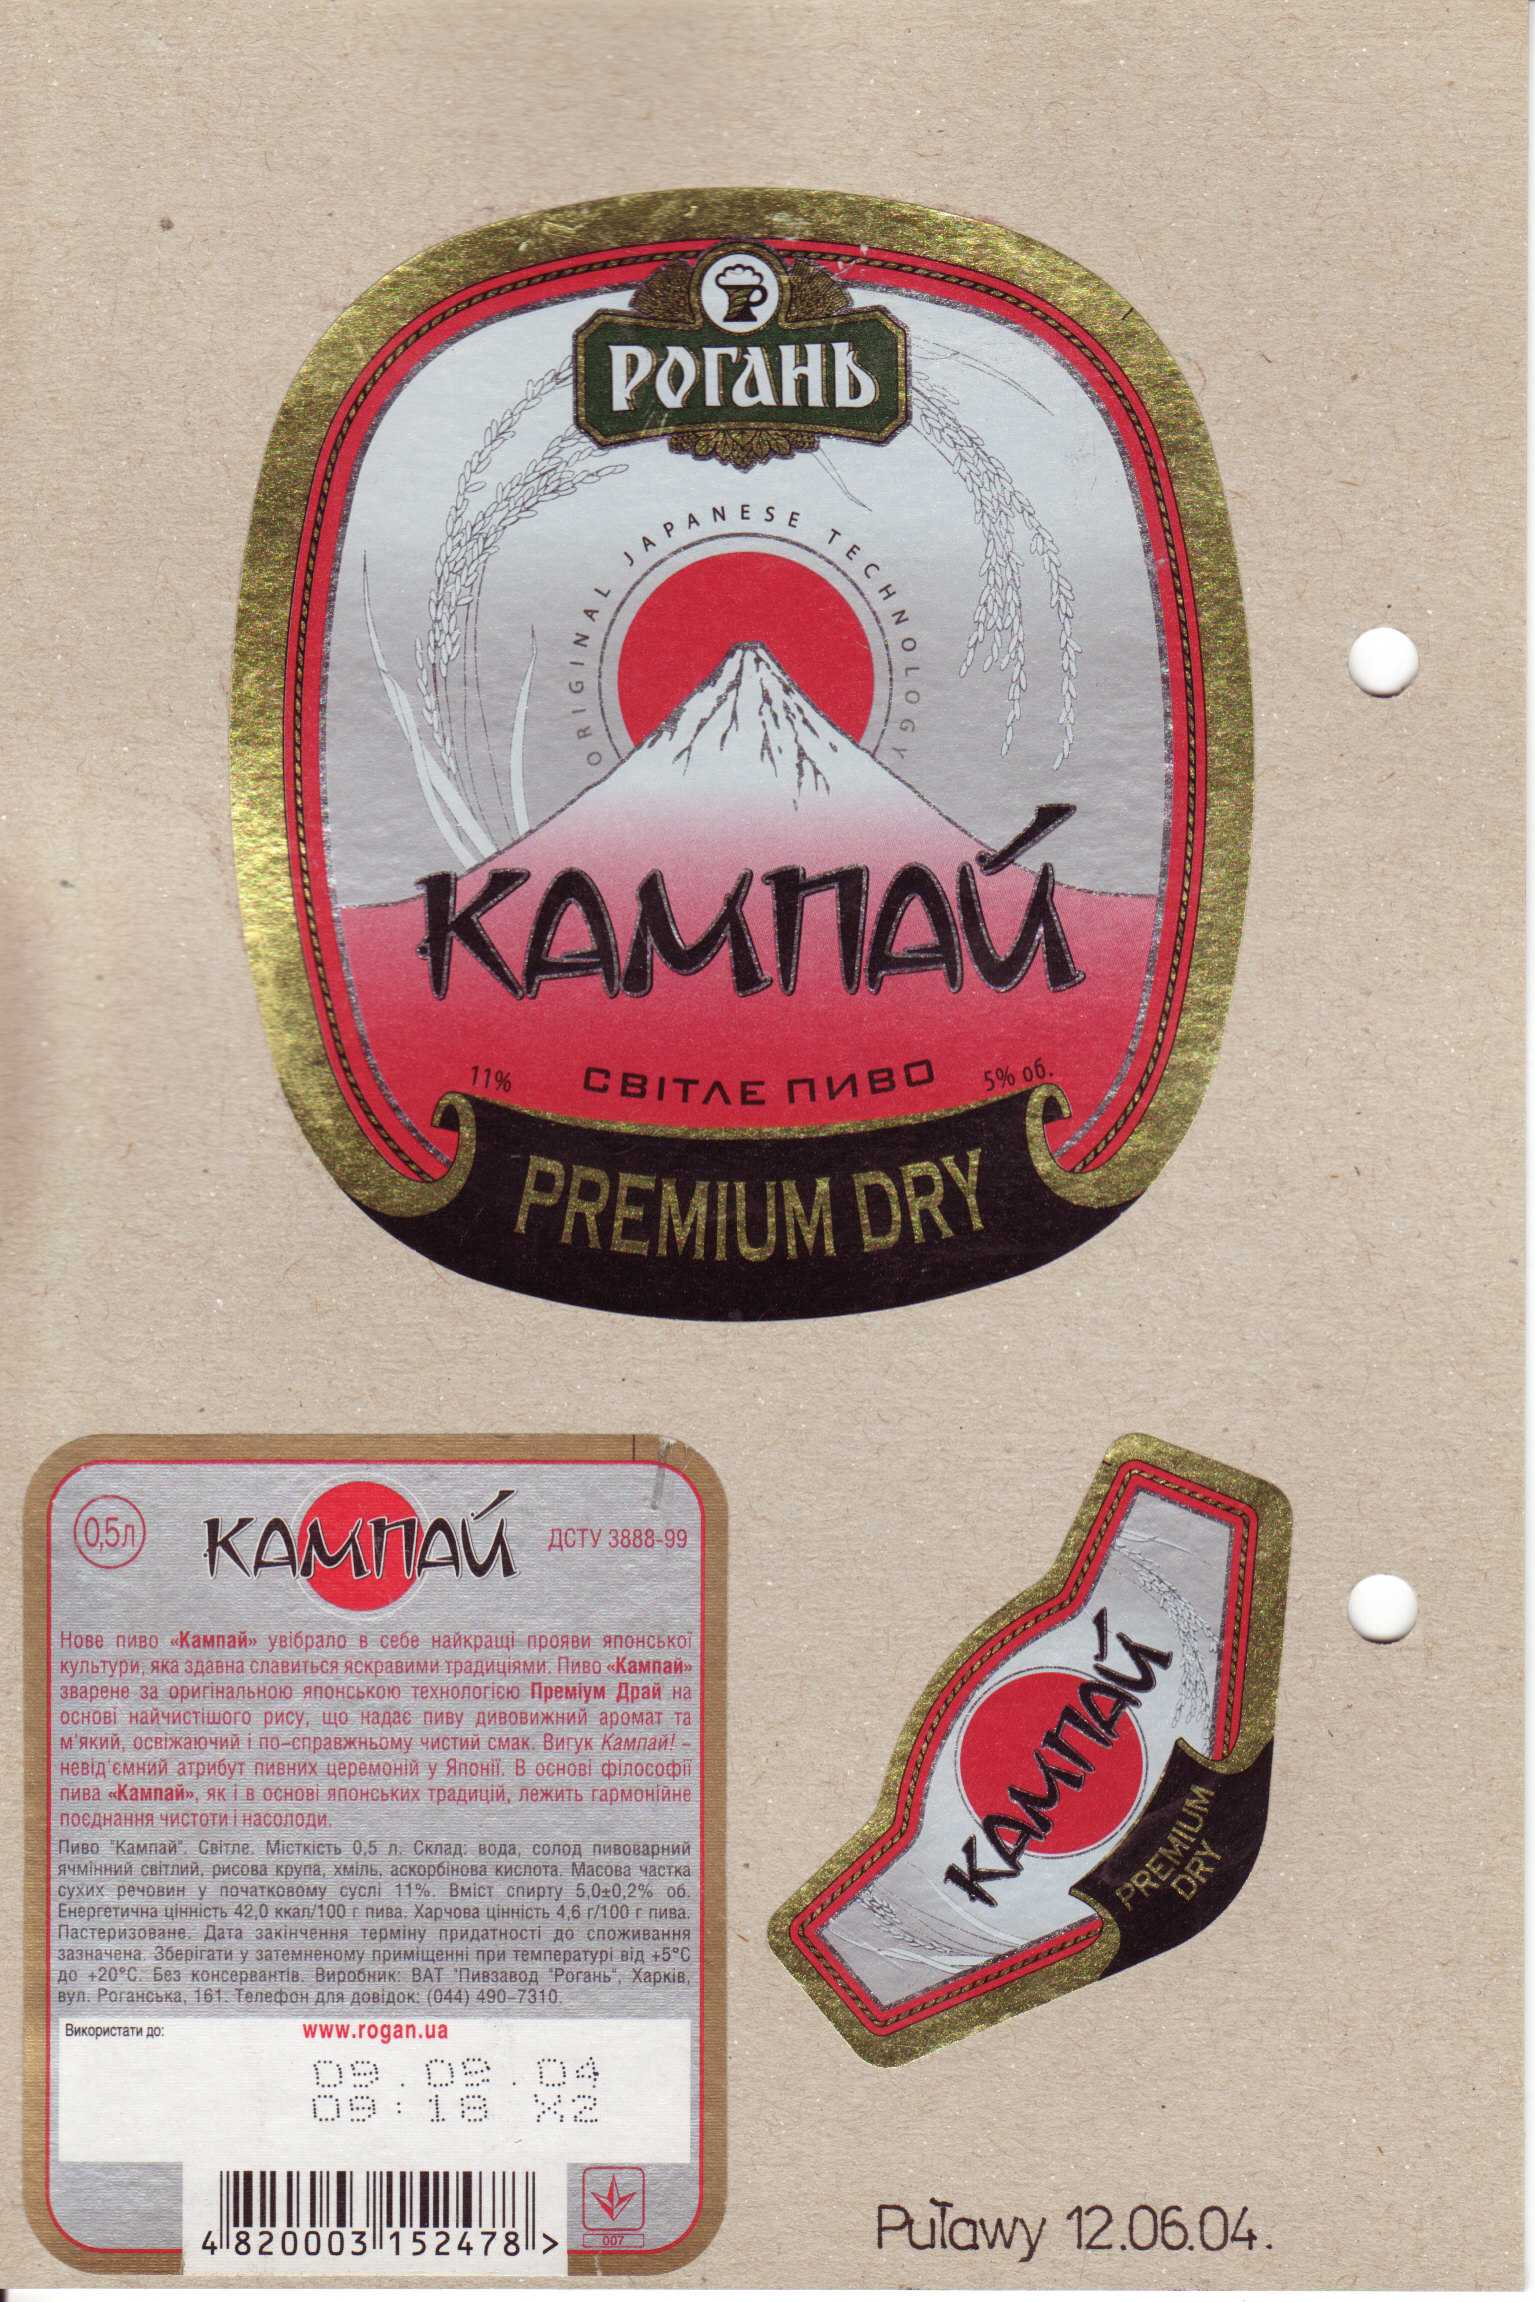 РОГАНЬ
ORIGINAL JAPANESE TECHNOLOGY
КАМПАЙ
11% СВІТЛЕ ПИВО 5% об.
PREMIUM DRY
0,5л КАМПАЙ ДСТУ 3888-99
Нове пиво «Кампай» увібрало в себе найкращі прояви японської
культури, яка здавна славиться яскравими традиціями. Пиво «Кампай»
зварене за оригінальною японською технологією Преміум Драй на
основі найчистішого рису, що надає пиву дивовижний аромат та
м'який, освіжаючий і по-справжньому чистий смак. Вигук Кампай! -
невід'ємний атрибут пивних церемоній у Японії. В основі філософії
пива «Кампай», як і в основі японських традицій, лежить гармонійне
поєднання чистоти і насолоди.
Пиво "Кампай". Світле. Місткість 0,5 л. Склад: вода, солод пивоварний
ячмінний світлий, рисова крупа, хміль, аскорбінова кислота. Масова частка
сухих речовин у початковому суслі 11%. Вміст спирту 5,0±0,2% об.
Енергетична цінність 42,0 ккал/100 г пива. Харчова цінність 4,6 г/100 г пива.
Пастеризоване. Дата закінчення терміну придатності до споживання
зазначена. Зберігати у затемненому приміщенні при температурі від +5°С
до +20°С. Без консервантів. Виробник: ВАТ "Пивзавод "Рогань", Харків,
вул. Роганська, 161. Телефон для довідок: (044) 490-7310.
Використати до: www.rogan.ua
09.09.04
09:18 X2
4 820003 152478 >
007
КАМПАЙ
PREMIUM
DRY
Puławy 12.06.04.